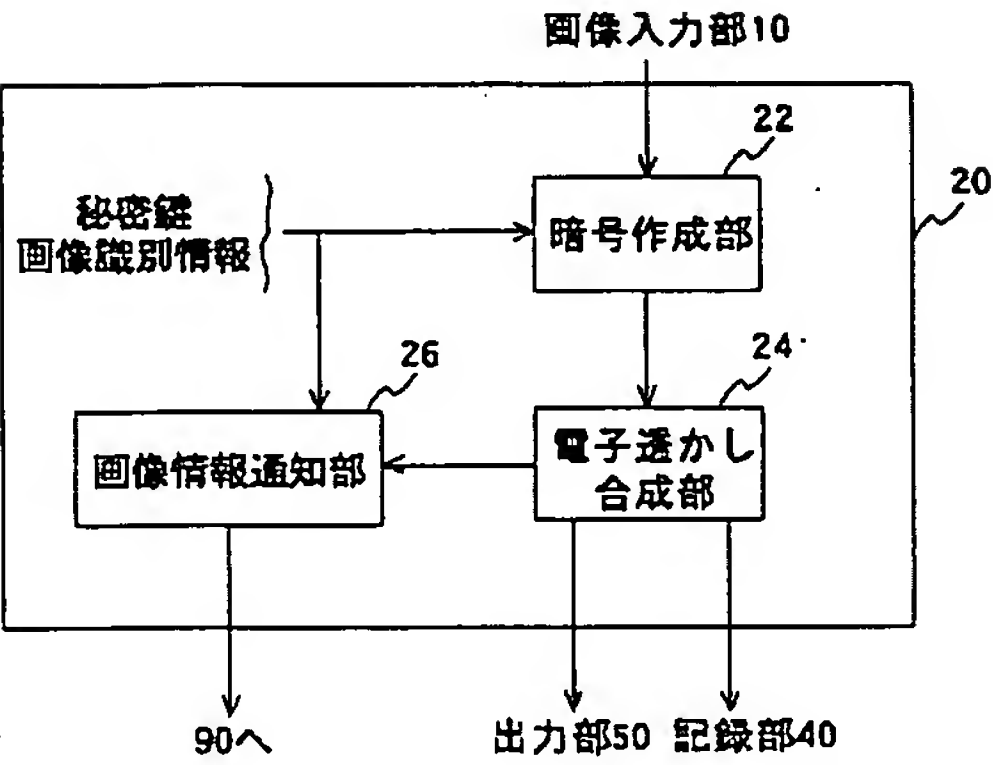 画像入力部10
22
20
秘密鍵
画像識別情報
暗号作成部
26
24
画像情報通知部
電子透かし
合成部
90へ
出力部50 記録部40